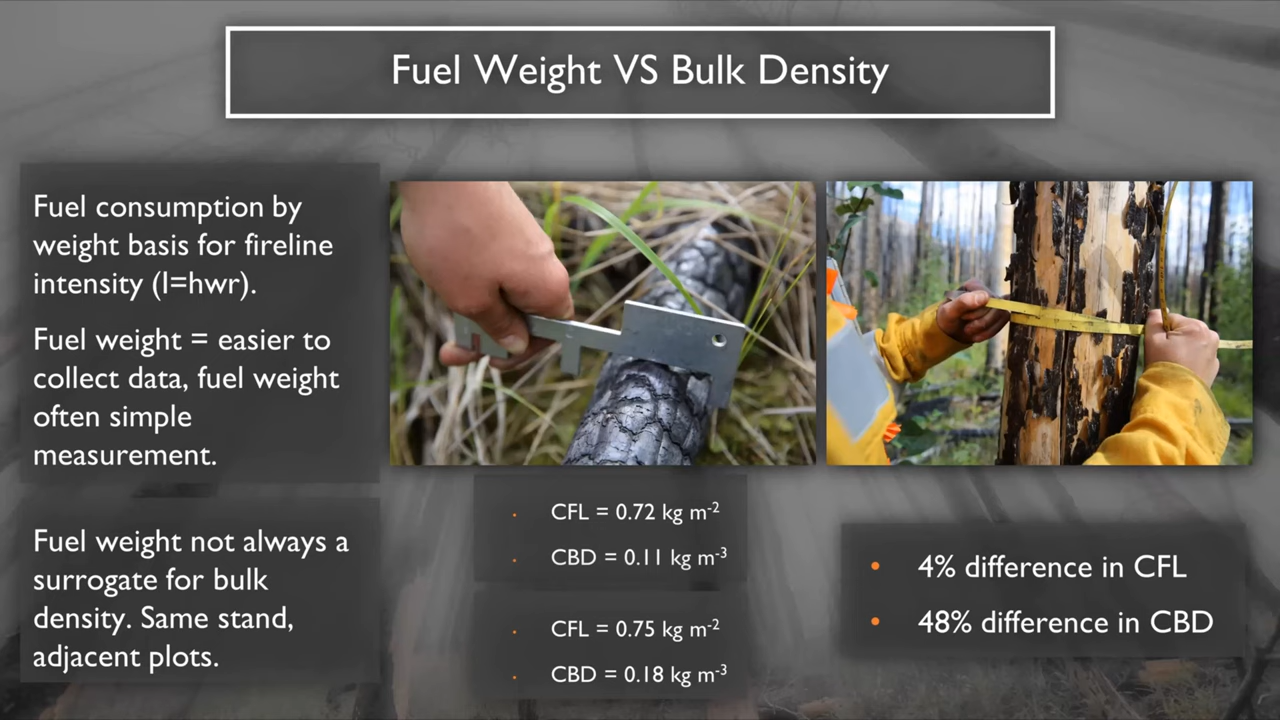 Fuel Weight VS Bulk Density
Fuel consumption by
weight basis for fireline
intensity (I=hwr).
Fuel weight = easier to
collect data, fuel weight
often simple
measurement.
Fuel weight not always a
surrogate for bulk
density. Same stand,
adjacent plots.
• CFL = 0.72 kg m⁻²
• CBD = 0.11 kg m⁻³
• CFL = 0.75 kg m⁻²
• CBD = 0.18 kg m⁻³
• 4% difference in CFL
• 48% difference in CBD